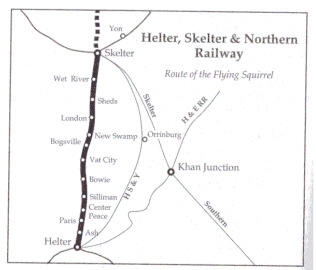 Helter, Skelter & Northern
Railway
Route of the Flying Squirrel
Yon
Skelter
Wet River
Sheds
London
Bogsville
New Swamp
Vat City
Bowie
Silliman
Center
Peace
Paris
Ash
Helter
Orrinburg
Khan Junction
Skelter
Southern
H & ERR
H S & Y